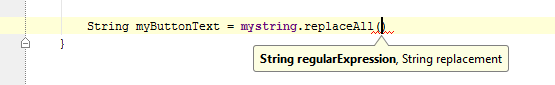 String myButtonText = mystring.replaceAll()
}
String regularExpression, String replacement